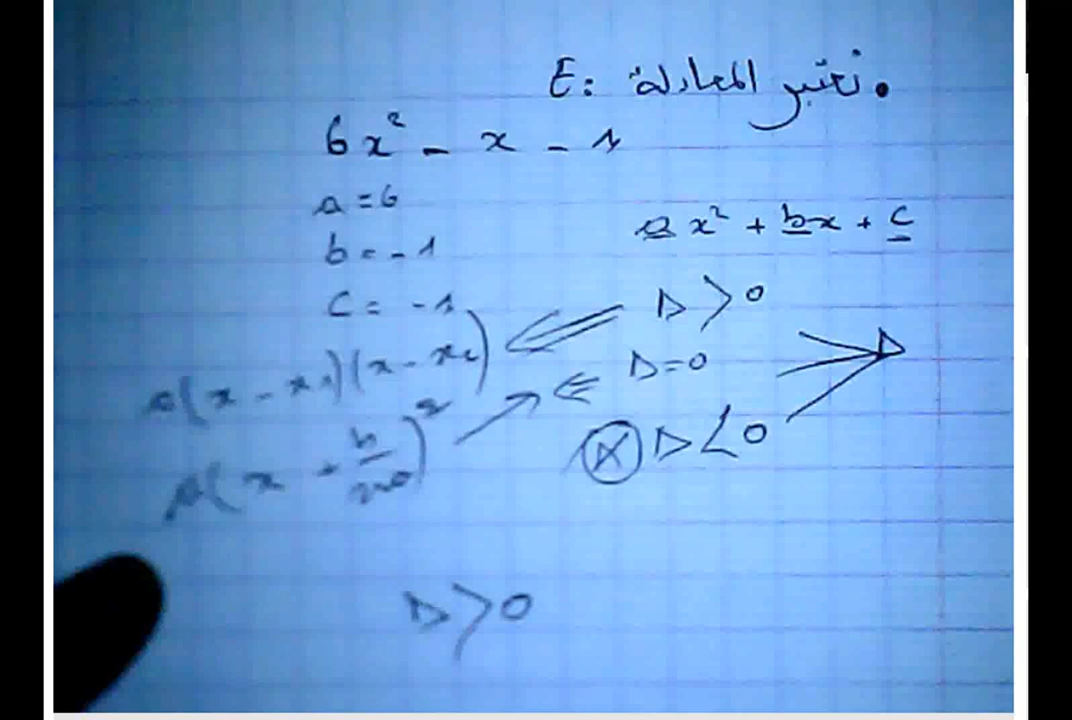 نعتبر المعادلة E:
6x² - x - 1
a = 6
ax² + bx + c
b = -1
c = -1
Δ > 0
a(x - x₁)(x - x₂)
Δ = 0
Δ
a(x + b/2a)²
Δ < 0
Δ > 0